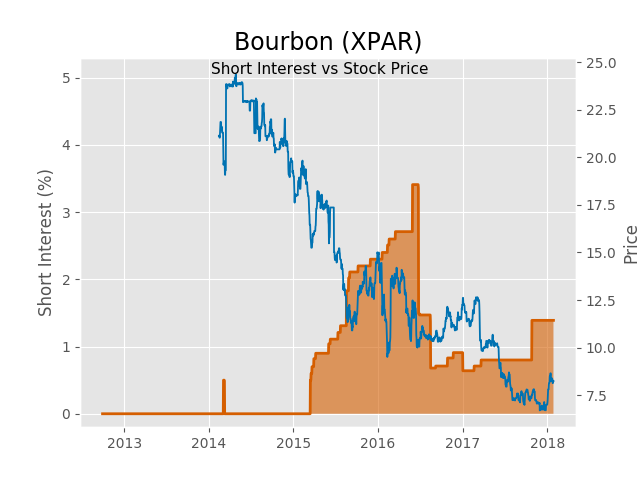 Bourbon (XPAR)
Short Interest vs Stock Price
Short Interest (%)
5
4
3
2
1
0
25.0
22.5
20.0
17.5
15.0
12.5
10.0
7.5
Price
2013 2014 2015 2016 2017 2018